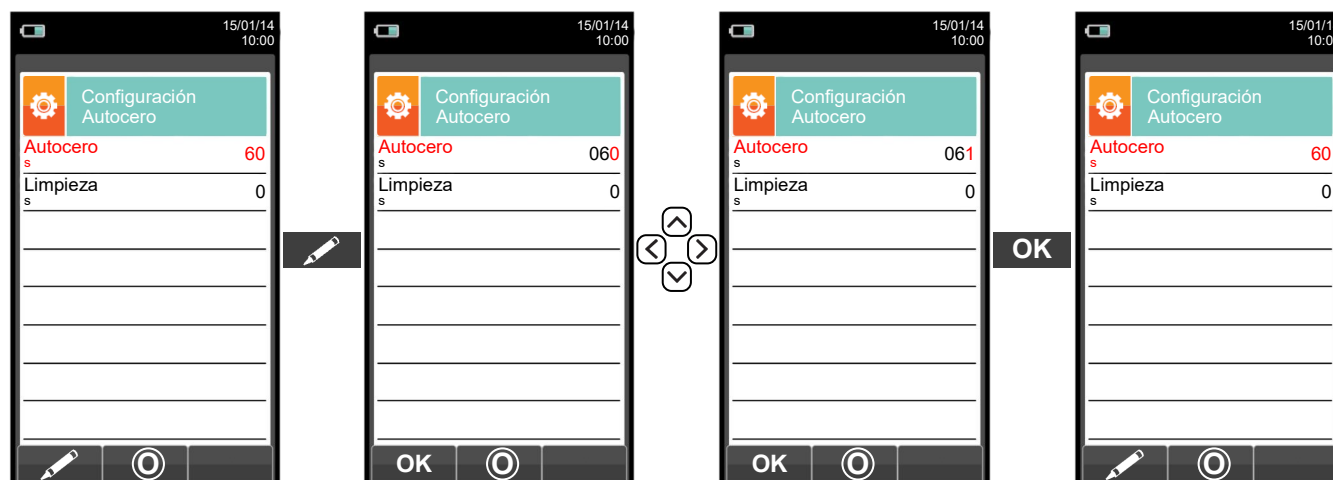 15/01/14
10:00
Configuración
Autocero
Autocero
s
60
Limpieza
s
0
O
15/01/14
10:00
Configuración
Autocero
Autocero
s
060
Limpieza
s
0
OK
O
15/01/14
10:00
Configuración
Autocero
Autocero
s
061
Limpieza
s
0
OK
O
OK
15/01/1
10:0
Configuración
Autocero
Autocero
s
60
Limpieza
s
0
O